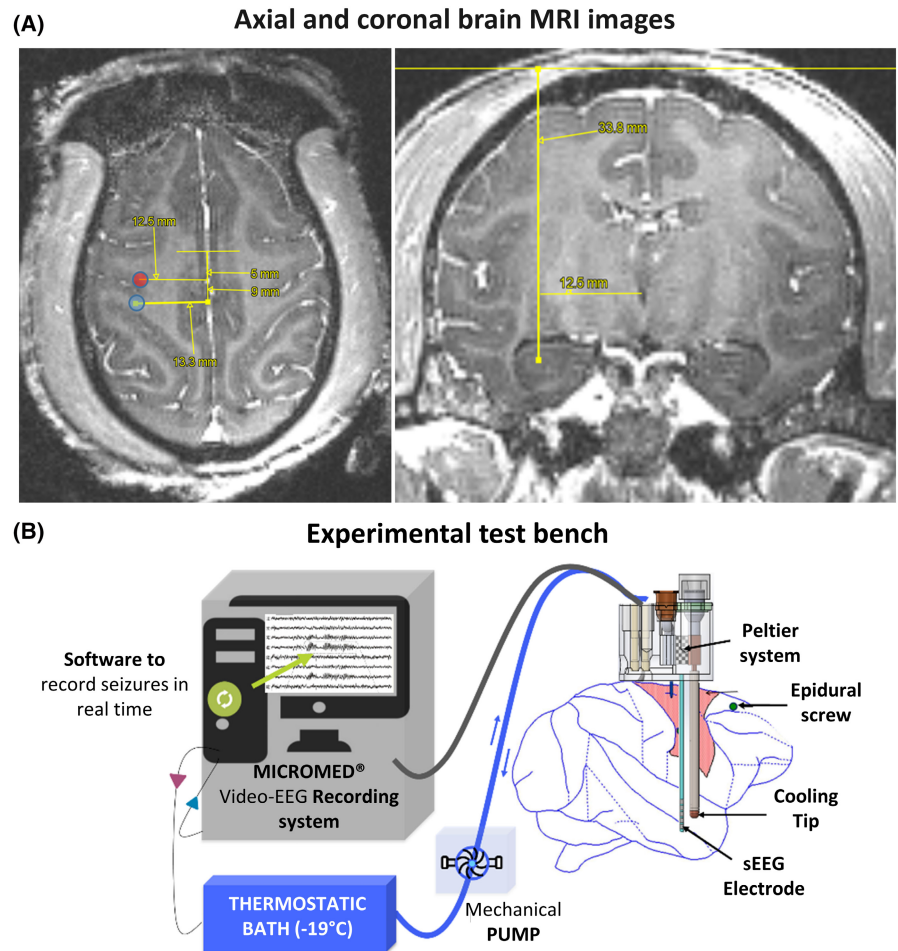 (A)
Axial and coronal brain MRI images
12.5 mm
5 mm
9 mm
13.3 mm
33.8 mm
12.5 mm
(B)
Experimental test bench
Software to
record seizures in
real time
MICROMED®
Video-EEG Recording
system
THERMOSTATIC
BATH (-19°C)
Mechanical
PUMP
Peltier
system
Epidural
screw
Cooling
Tip
sEEG
Electrode